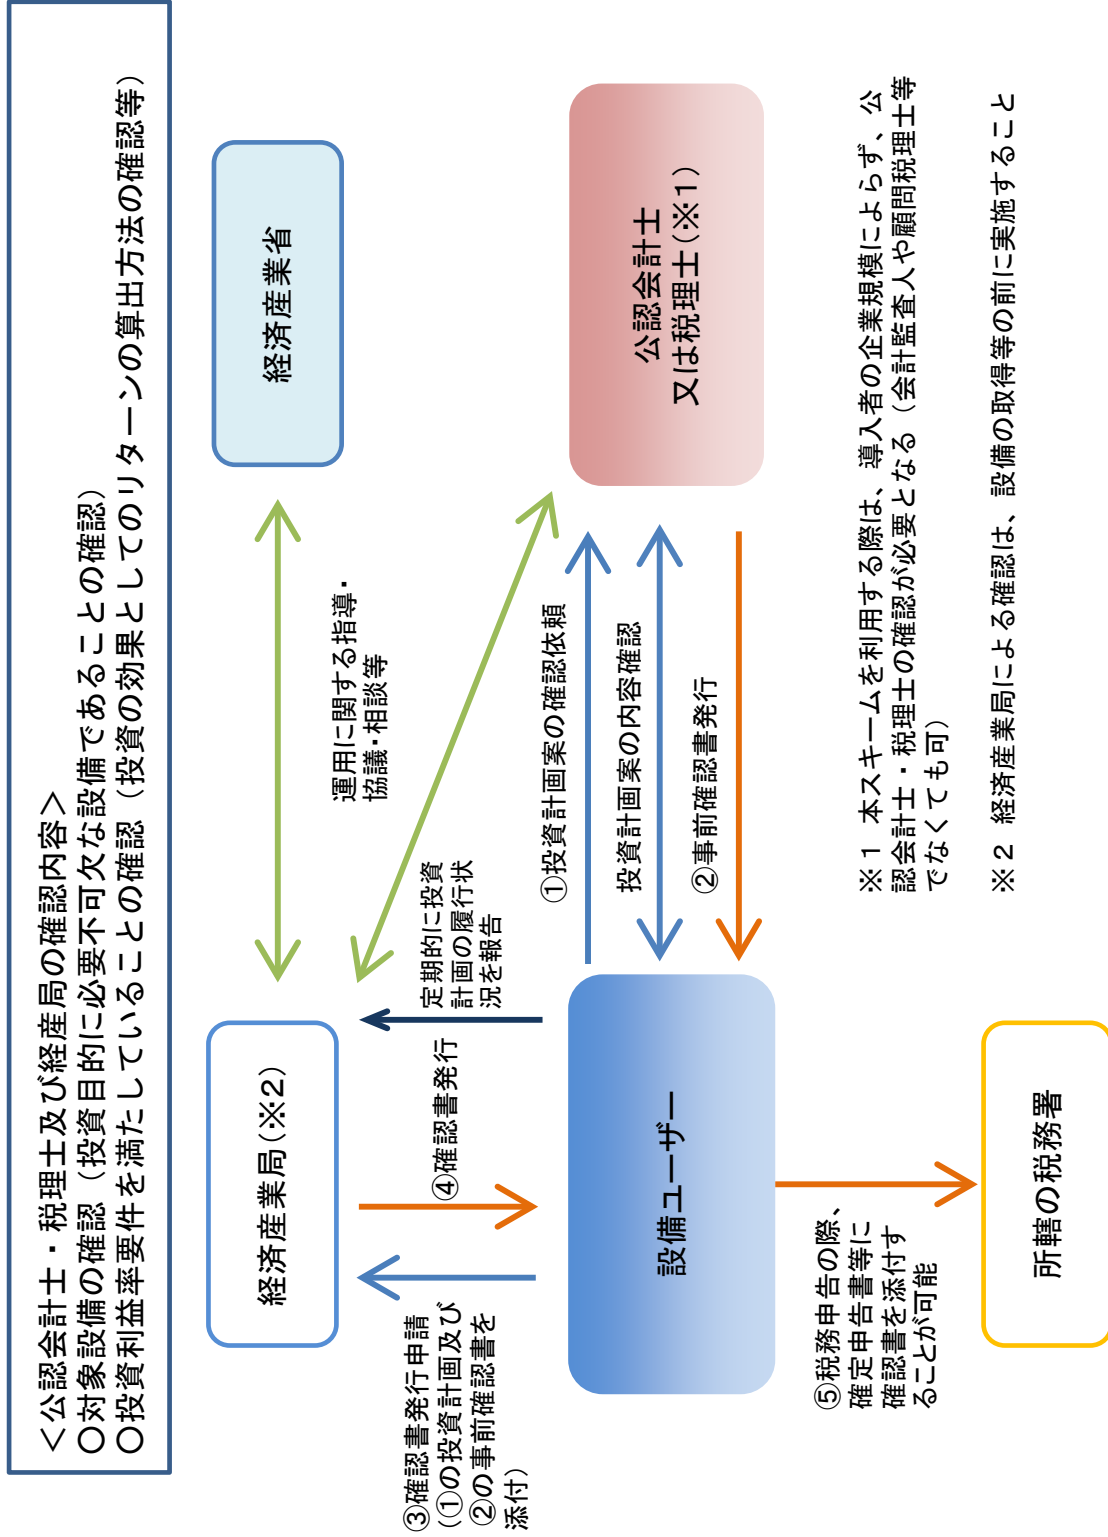 ＜公認会計士・税理士及び経産局の確認内容＞
○対象設備の確認（投資目的に必要不可欠な設備であることの確認）
○投資利益率要件を満たしていることの確認（投資の効果としてのリターンの算出方法の確認等）
経済産業局(※2)
運用に関する指導・
協議・相談等
経済産業省
③確認書発行申請
(①の投資計画及び
②の事前確認書を
添付)
④確認書発行
定期的に投資
計画の履行状
況を報告
設備ユーザー
①投資計画案の確認依頼
投資計画案の内容確認
②事前確認書発行
公認会計士
又は税理士(※1)
⑤税務申告の際、
確定申告書等に
確認書を添付す
ることが可能
所轄の税務署
※１ 本スキームを利用する際は、導入者の企業規模によらず、公
認会計士・税理士の確認が必要となる（会計監査人や顧問税理士等
でなくても可）
※２ 経済産業局による確認は、設備の取得等の前に実施すること